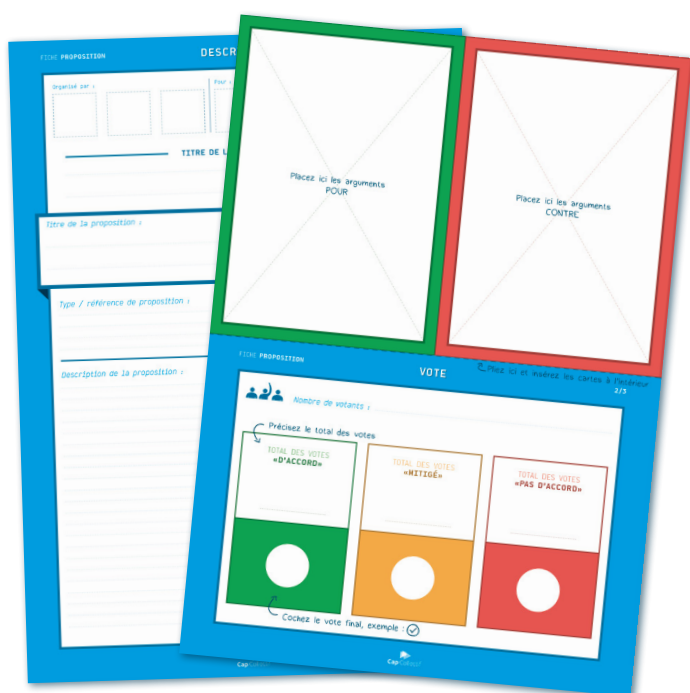 FICHE PROPOSITION
DESCR
Organisé par :
Pour :
TITRE DE L
Titre de la proposition :
Type / référence de proposition :
Description de la proposition :
Cap
Placez ici les arguments
POUR
Placez ici les arguments
CONTRE
Pliez ici et insérez les cartes à l'intérieur
FICHE PROPOSITION
VOTE
2/3
Nombre de votants :
Précisez le total des votes
TOTAL DES VOTES
«D'ACCORD»
TOTAL DES VOTES
«MITIGÉ»
TOTAL DES VOTES
«PAS D'ACCORD»
Cochez le vote final, exemple :
Cap Collectif